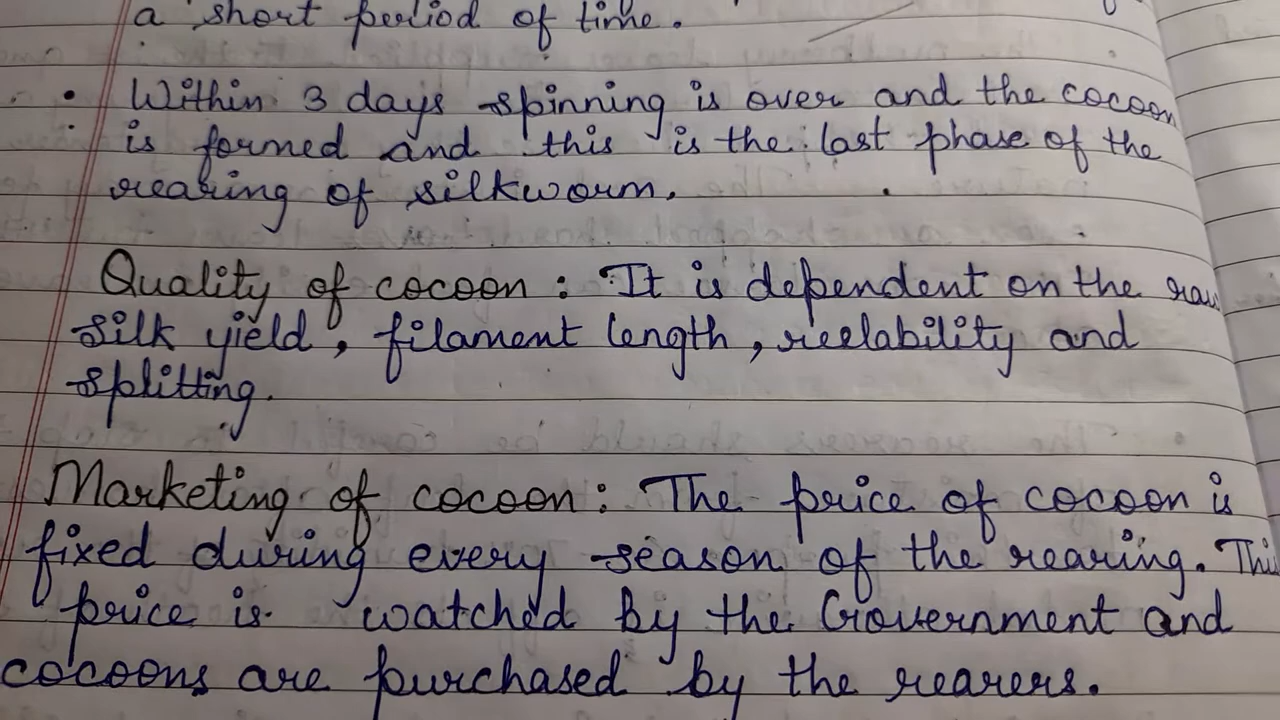 a short period of time.
• Within 3 days spinning is over and the cocoon
is formed and this is the last phase of the
rearing of silkworm.
Quality of cocoon : It is dependent on the raw
silk yield, filament length, reelability and
splitting.
Marketing of cocoon : The price of cocoon is
fixed during every season of the rearing. This
price is watched by the Government and
cocoons are purchased by the rearers.